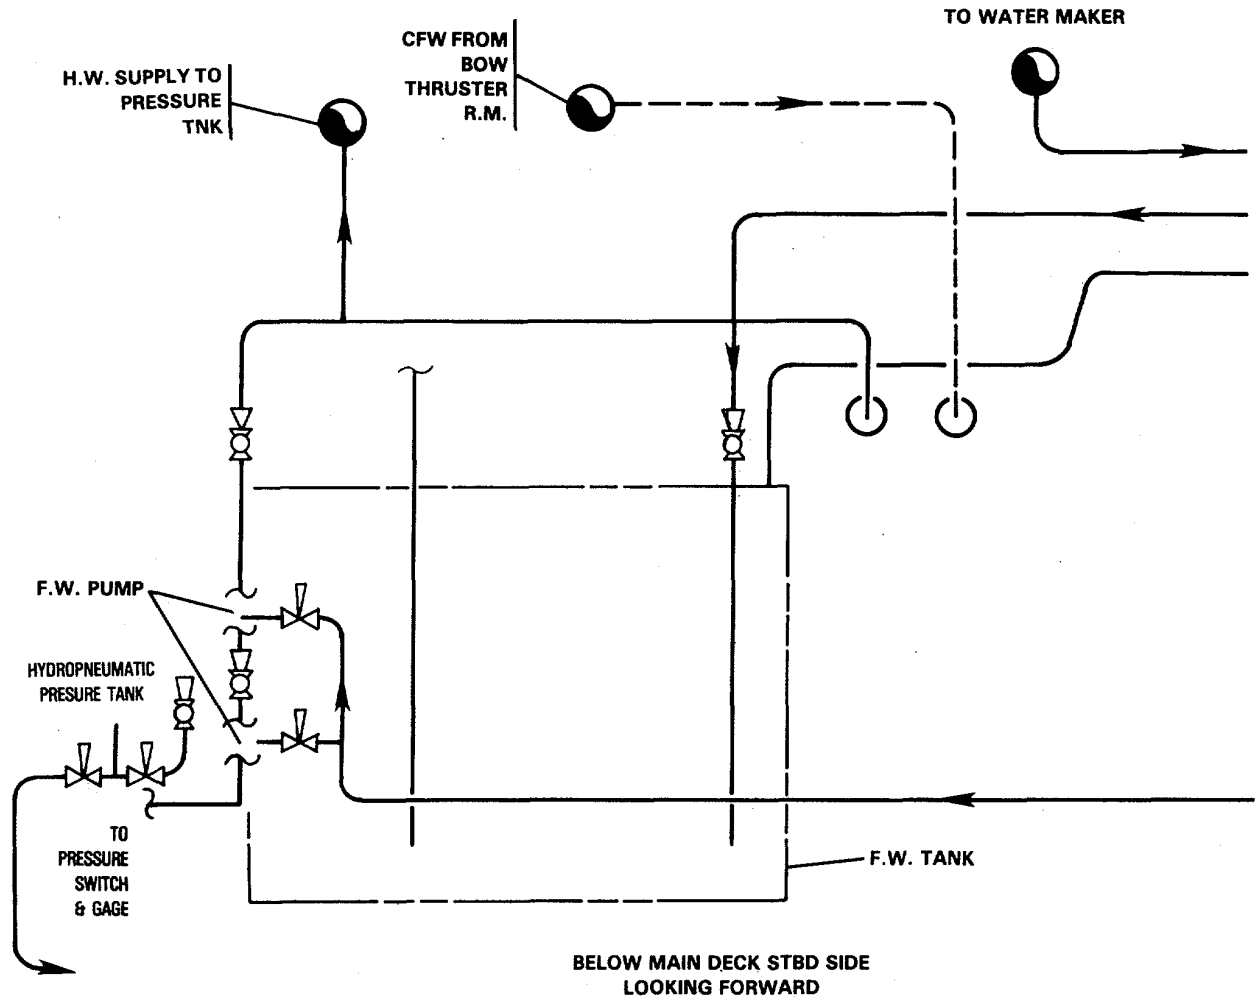 TO WATER MAKER
CFW FROM
BOW
THRUSTER
R.M.
H.W. SUPPLY TO
PRESSURE
TNK
F.W. PUMP
HYDROPNEUMATIC
PRESURE TANK
TO
PRESSURE
SWITCH
& GAGE
F.W. TANK
BELOW MAIN DECK STBD SIDE
LOOKING FORWARD